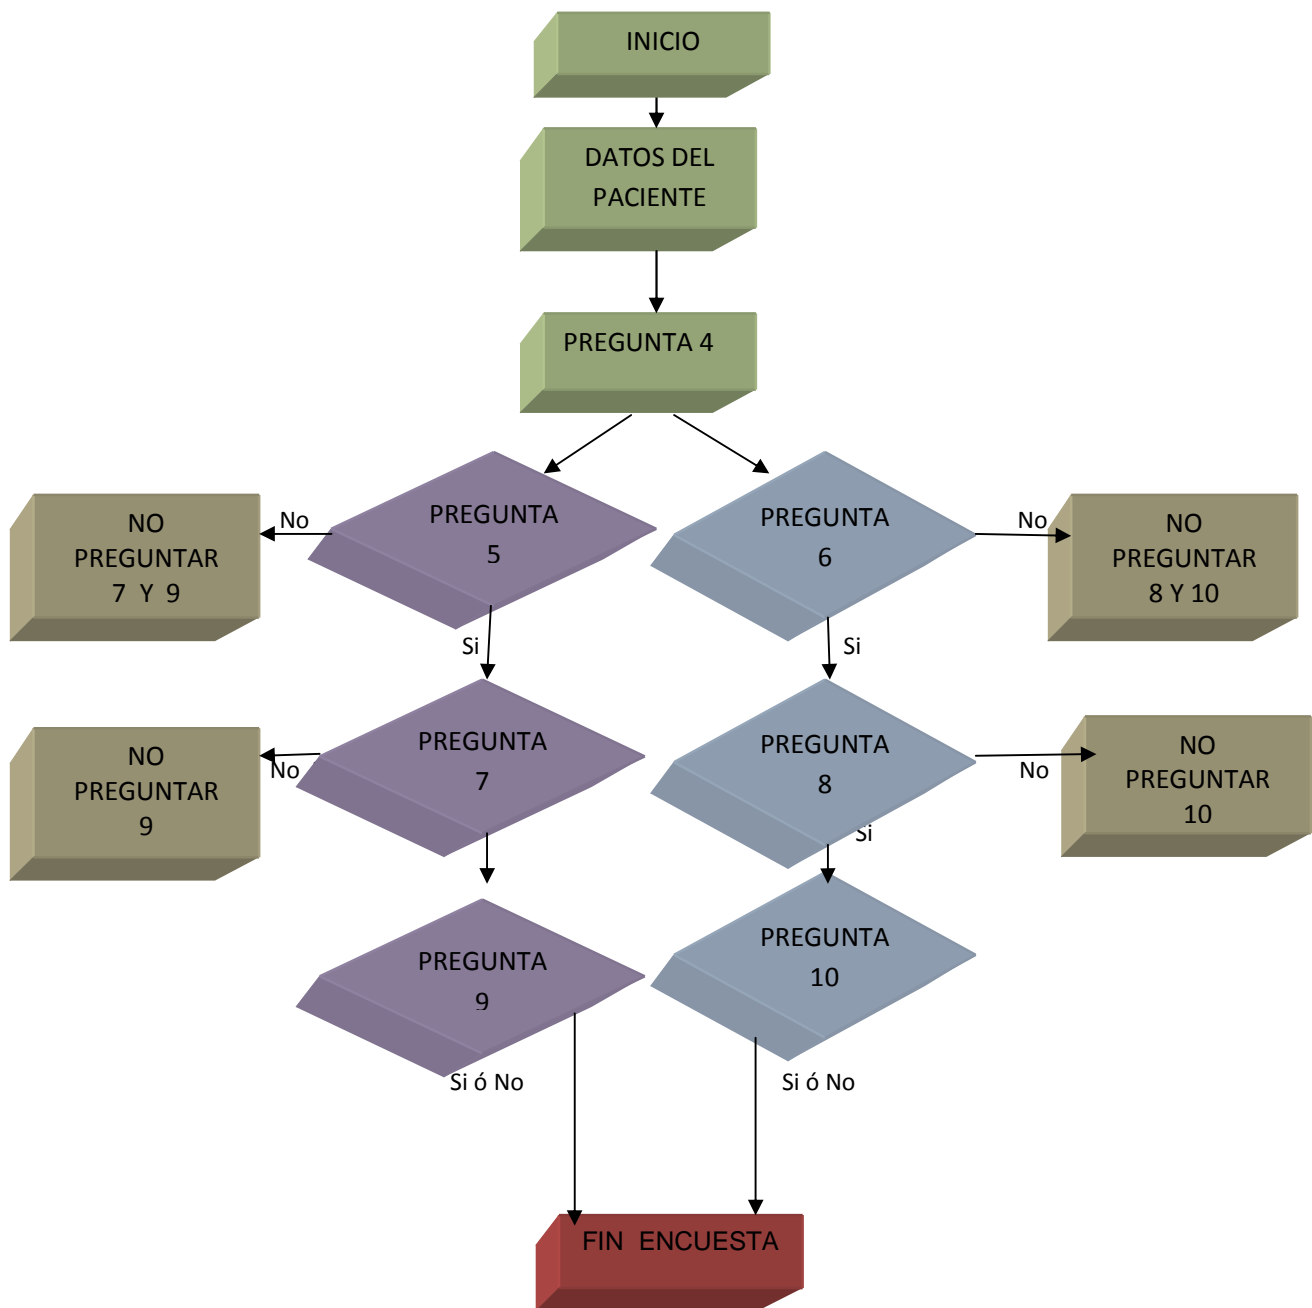 INICIO
DATOS DEL
PACIENTE
PREGUNTA 4
PREGUNTA
5
PREGUNTA
6
No
NO
PREGUNTAR
7 Y 9
No
NO
PREGUNTAR
8 Y 10
Si
Si
PREGUNTA
7
PREGUNTA
8
No
NO
PREGUNTAR
9
No
NO
PREGUNTAR
10
Si
PREGUNTA
9
PREGUNTA
10
Si ó No
Si ó No
FIN ENCUESTA